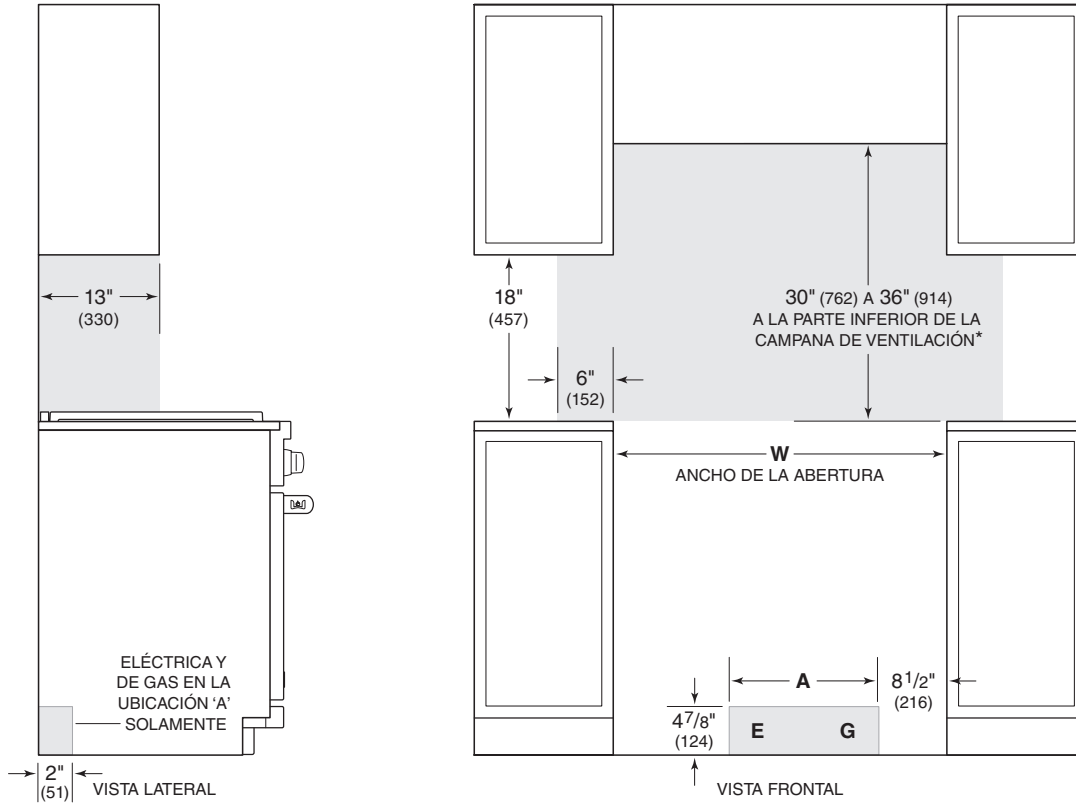 13"
(330)
18"
(457)
30" (762) A 36" (914)
A LA PARTE INFERIOR DE LA
CAMPANA DE VENTILACIÓN*
6"
(152)
W
ANCHO DE LA ABERTURA
ELÉCTRICA Y
DE GAS EN LA
UBICACIÓN 'A'
SOLAMENTE
A
8 1/2"
(216)
4 7/8"
(124)
E G
2"
(51)
VISTA LATERAL
VISTA FRONTAL